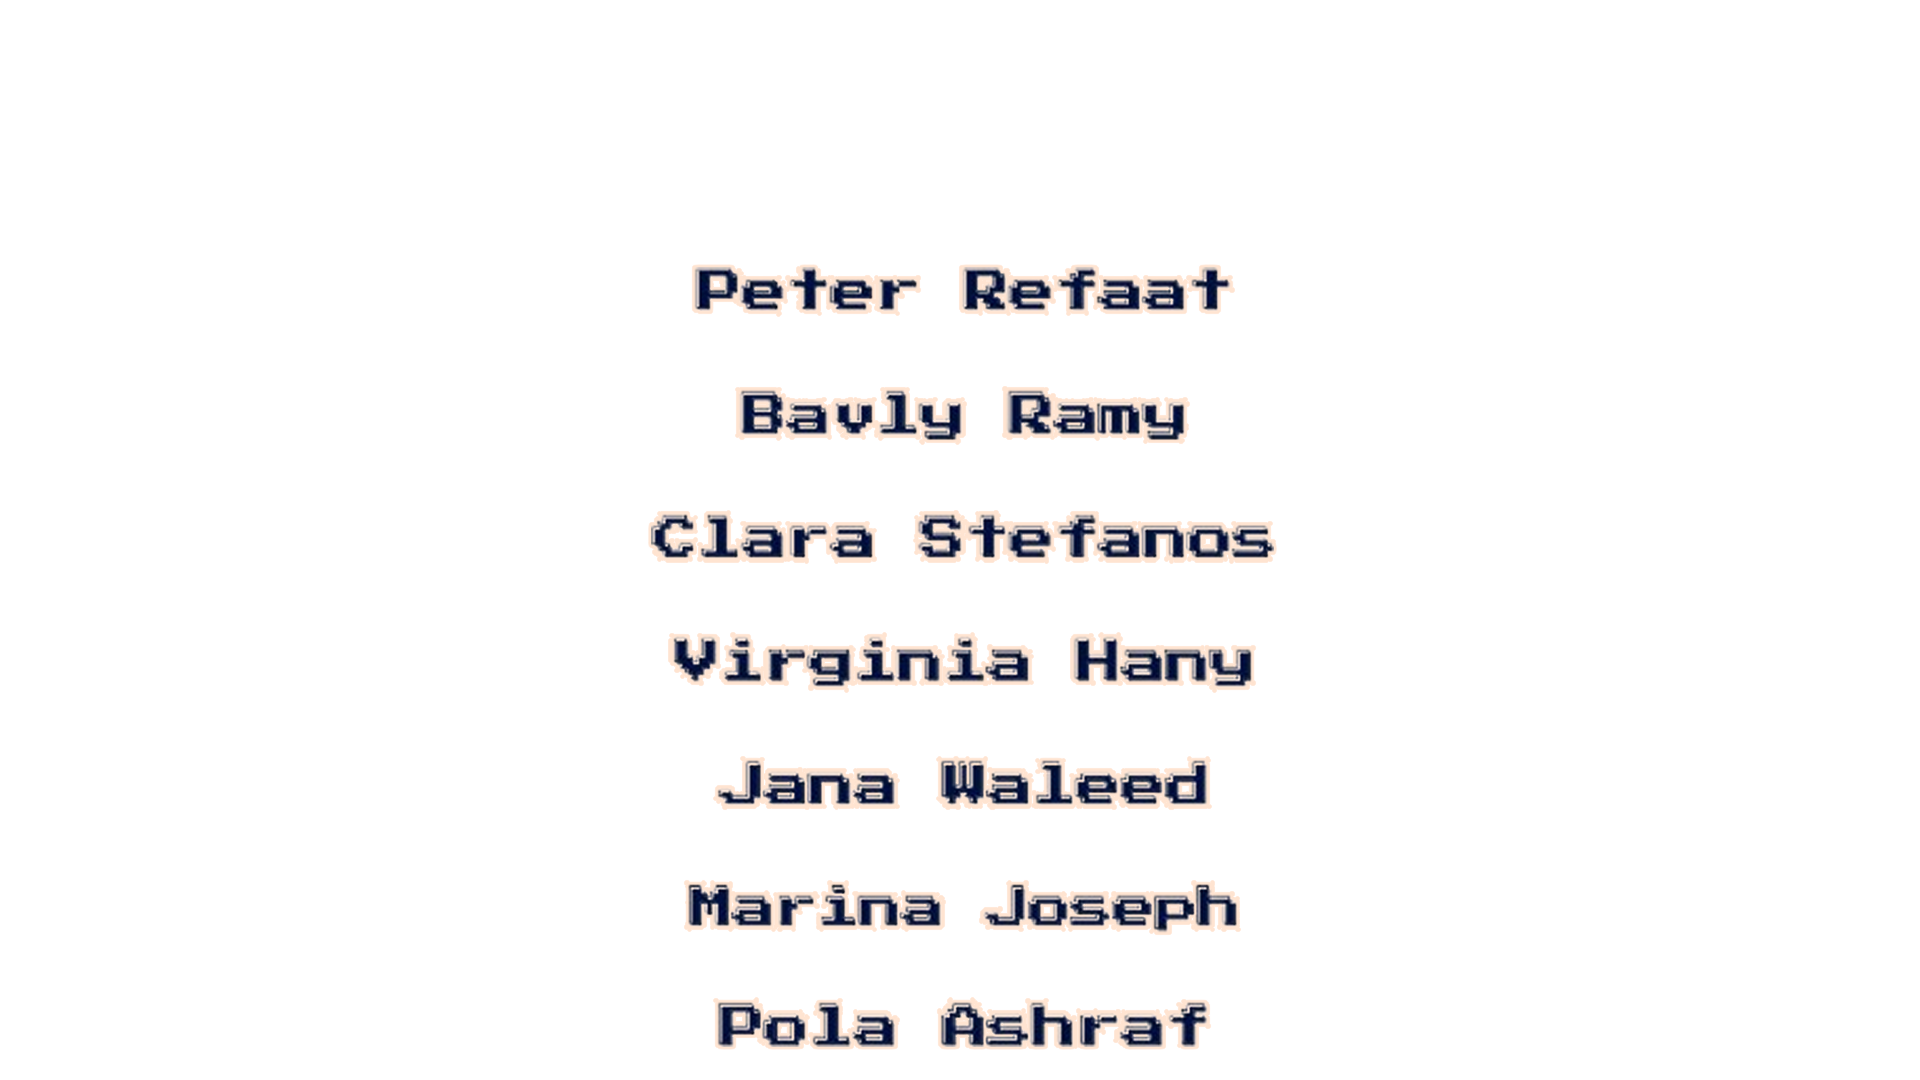 Peter Refaat
Bavly Ramy
Clara Stefanos
Virginia Hany
Jana Waleed
Marina Joseph
Pola Ashraf